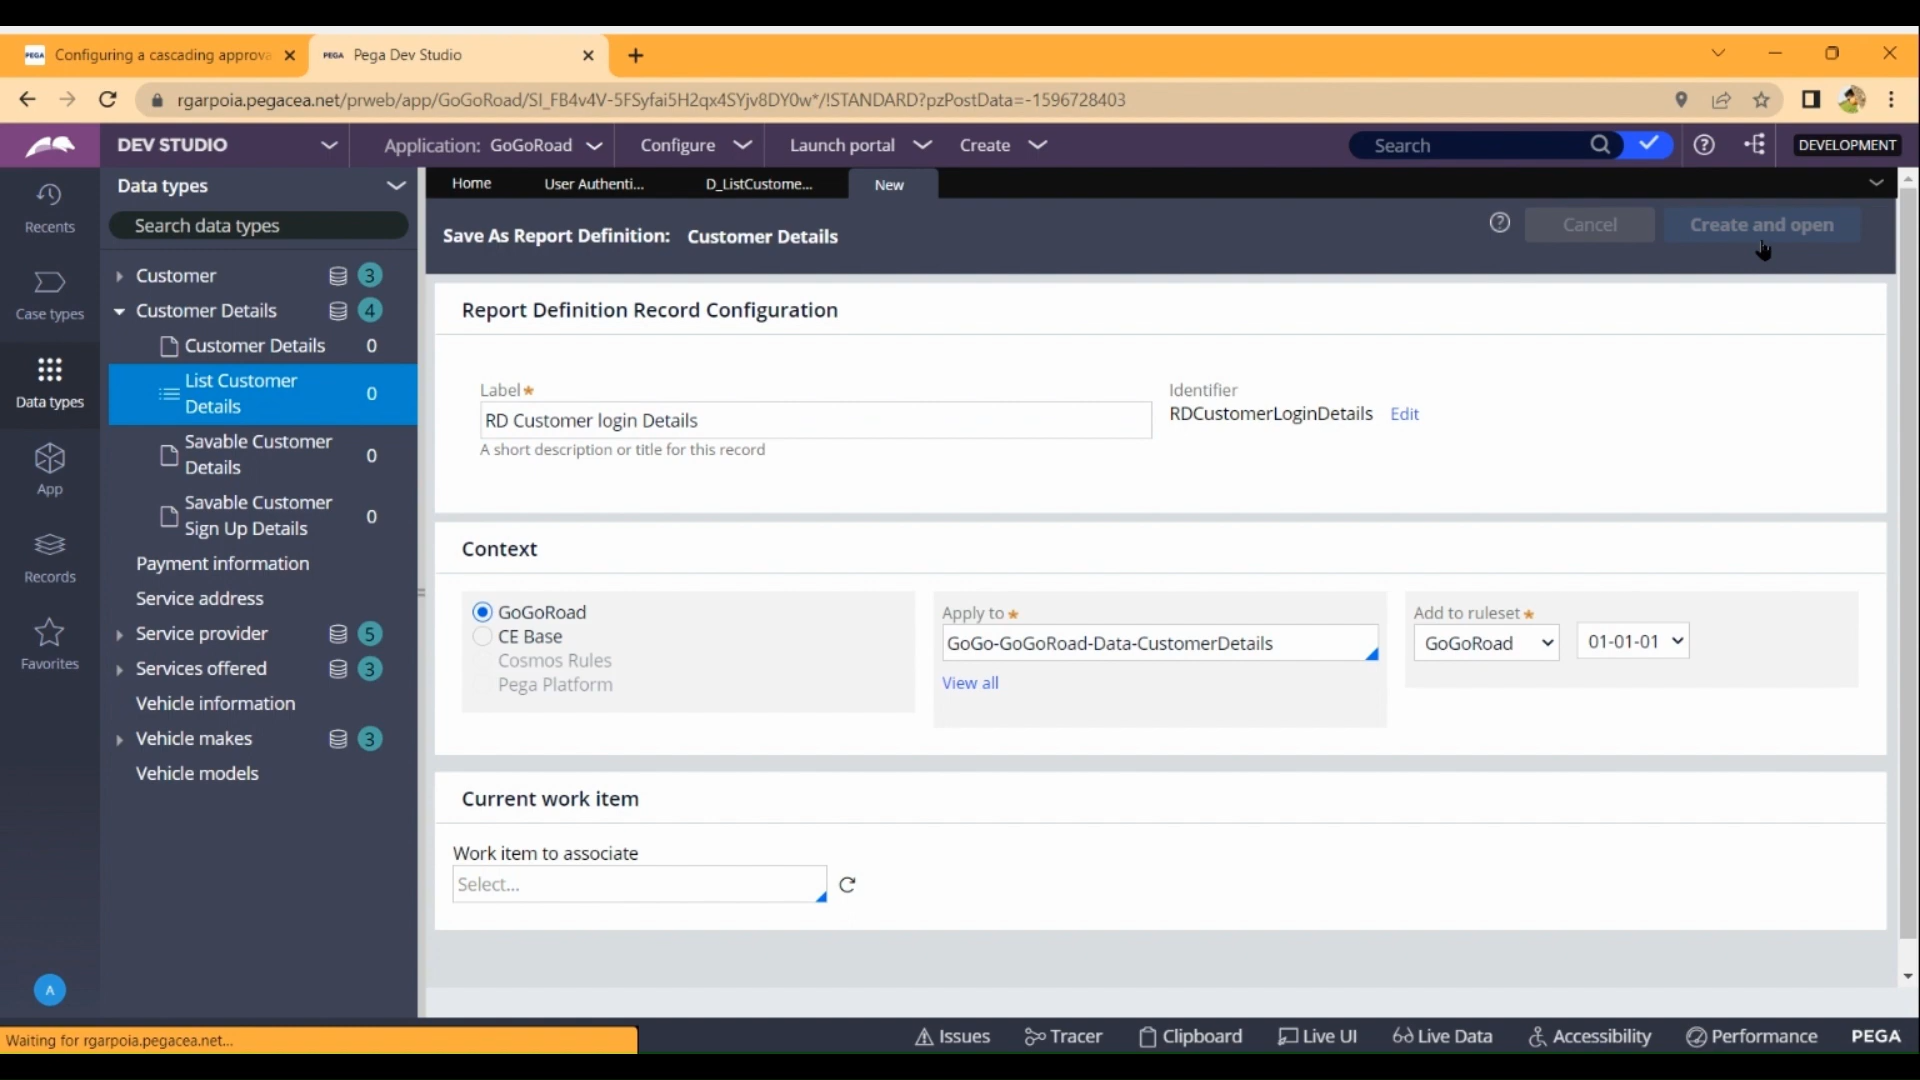 PEGA Configuring a cascading approva
PEGA Pega Dev Studio
rgarpoia.pegacea.net/prweb/app/GoGoRoad/SI_FB4v4V-5FSyfai5H2qx4SYjv8DY0w*/!STANDARD?pzPostData=-1596728403
DEV STUDIO
Application: GoGoRoad
Configure
Launch portal
Create
Search
DEVELOPMENT
Recents
Case types
Data types
App
Records
Favorites
A
Data types
Search data types
Customer 3
Customer Details 4
Customer Details 0
List Customer
Details 0
Savable Customer
Details 0
Savable Customer
Sign Up Details 0
Payment information
Service address
Service provider 5
Services offered 3
Vehicle information
Vehicle makes 3
Vehicle models
Home
User Authenti...
D_ListCustome...
New
Save As Report Definition: Customer Details
Cancel
Create and open
Report Definition Record Configuration
Label*
RD Customer login Details
A short description or title for this record
Identifier
RDCustomerLoginDetails Edit
Context
GoGoRoad
CE Base
Cosmos Rules
Pega Platform
Apply to *
GoGo-GoGoRoad-Data-CustomerDetails
View all
Add to ruleset*
GoGoRoad
01-01-01
Current work item
Work item to associate
Select...
Waiting for rgarpoia.pegacea.net...
Issues
Tracer
Clipboard
Live UI
Live Data
Accessibility
Performance
PEGA